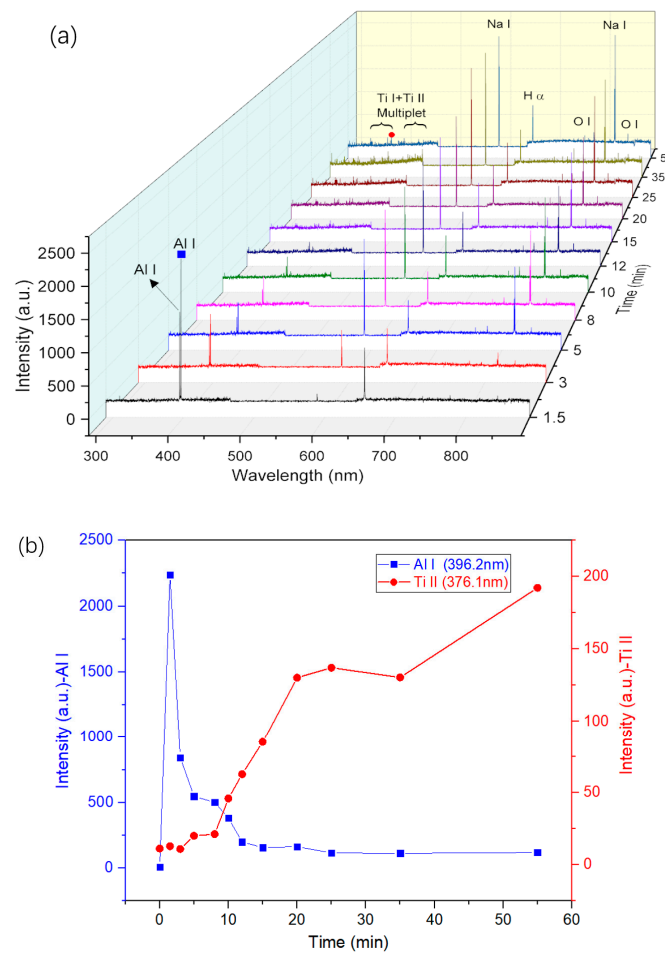 (a)
Na I
Na I
Ti I+Ti II
Multiplet
H α
O I
O I
Al I
Al I
2500
2000
1500
1000
500
0
Intensity (a.u.)
300
400
500
600
700
800
Wavelength (nm)
1.5
3
5
8
10
12
15
20
25
35
Time (min)
(b)
2500
2000
1500
1000
500
0
Intensity (a.u.)-Al I
Al I (396.2nm)
Ti II (376.1nm)
200
150
100
50
0
Intensity (a.u.)-Ti II
0
10
20
30
40
50
60
Time (min)